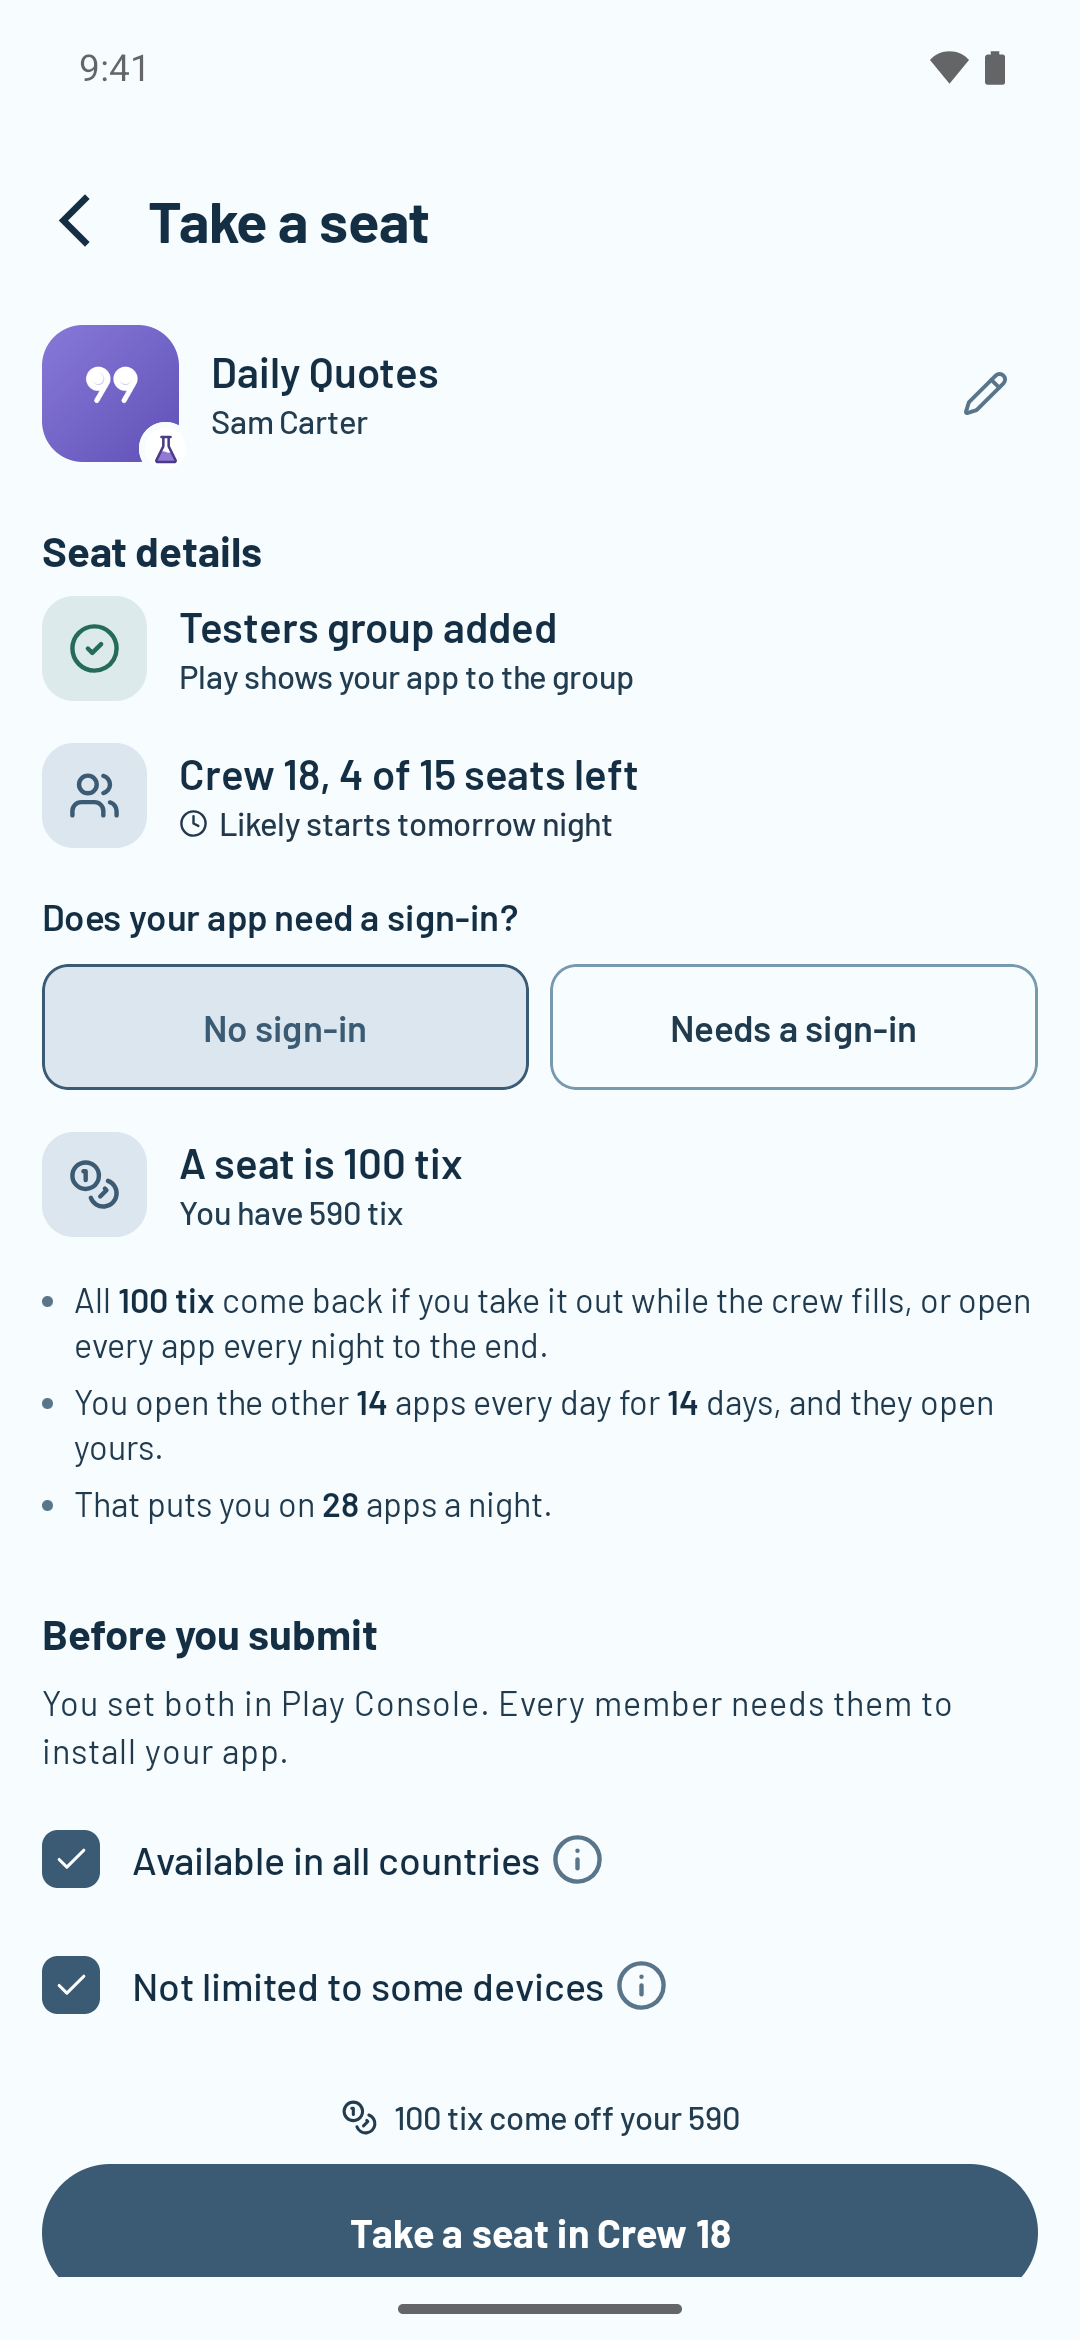 9:41
Take a seat
Daily Quotes
Sam Carter
Seat details
Testers group added
Play shows your app to the group
Crew 18, 4 of 15 seats left
Likely starts tomorrow night
Does your app need a sign-in?
No sign-in
Needs a sign-in
A seat is 100 tix
You have 590 tix
All 100 tix come back if you take it out while the crew fills, or open
every app every night to the end.
You open the other 14 apps every day for 14 days, and they open
yours.
That puts you on 28 apps a night.
Before you submit
You set both in Play Console. Every member needs them to
install your app.
Available in all countries
Not limited to some devices
100 tix come off your 590
Take a seat in Crew 18